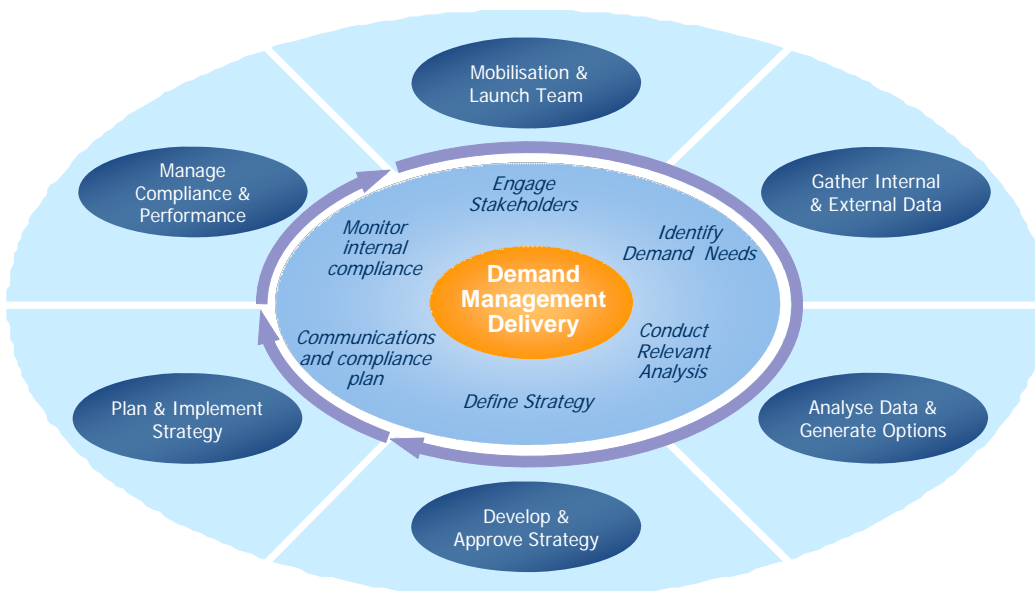 Mobilisation &
Launch Team
Manage
Compliance &
Performance
Gather Internal
& External Data
Engage
Stakeholders
Monitor
internal
compliance
Identify
Demand Needs
Demand
Management
Delivery
Communications
and compliance
plan
Conduct
Relevant
Analysis
Define Strategy
Plan & Implement
Strategy
Analyse Data &
Generate Options
Develop &
Approve Strategy